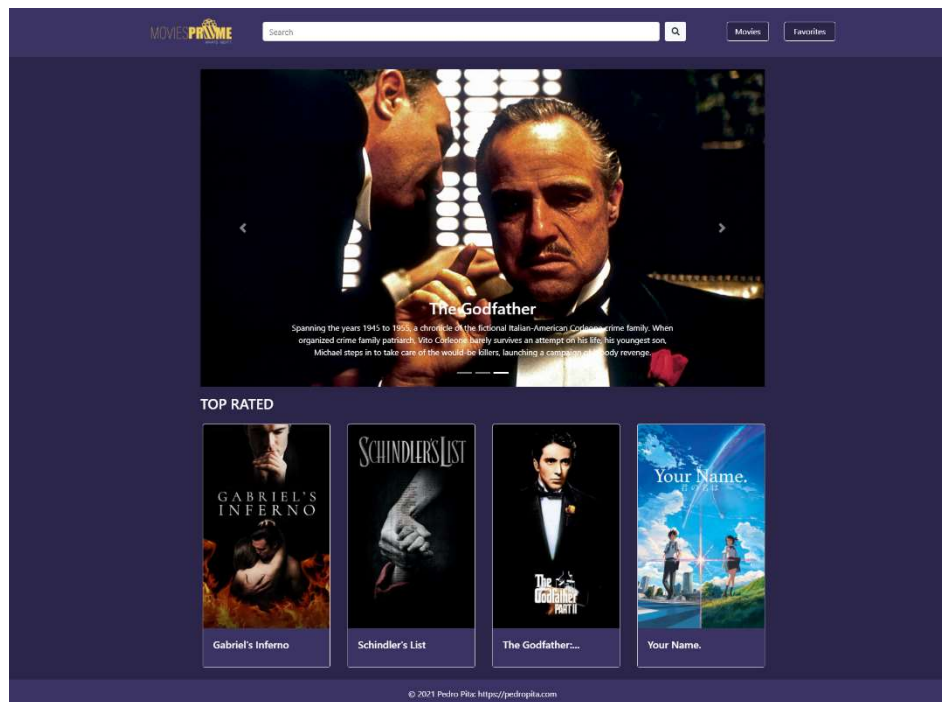 MOVIESPRIME
Search
Movies
Favorites
The Godfather
Spanning the years 1945 to 1955, a chronicle of the fictional Italian-American Corleone crime family. When
organized crime family patriarch, Vito Corleone barely survives an attempt on his life, his youngest son,
Michael steps in to take care of the would-be killers, launching a campaign of bloody revenge.
TOP RATED
GABRIEL'S
INFERNO
SCHINDLER'S LIST
The
Godfather
PART II
Your Name.
君の名は
Gabriel's Inferno
Schindler's List
The Godfather:...
Your Name.
© 2021 Pedro Pita: https://pedropita.com